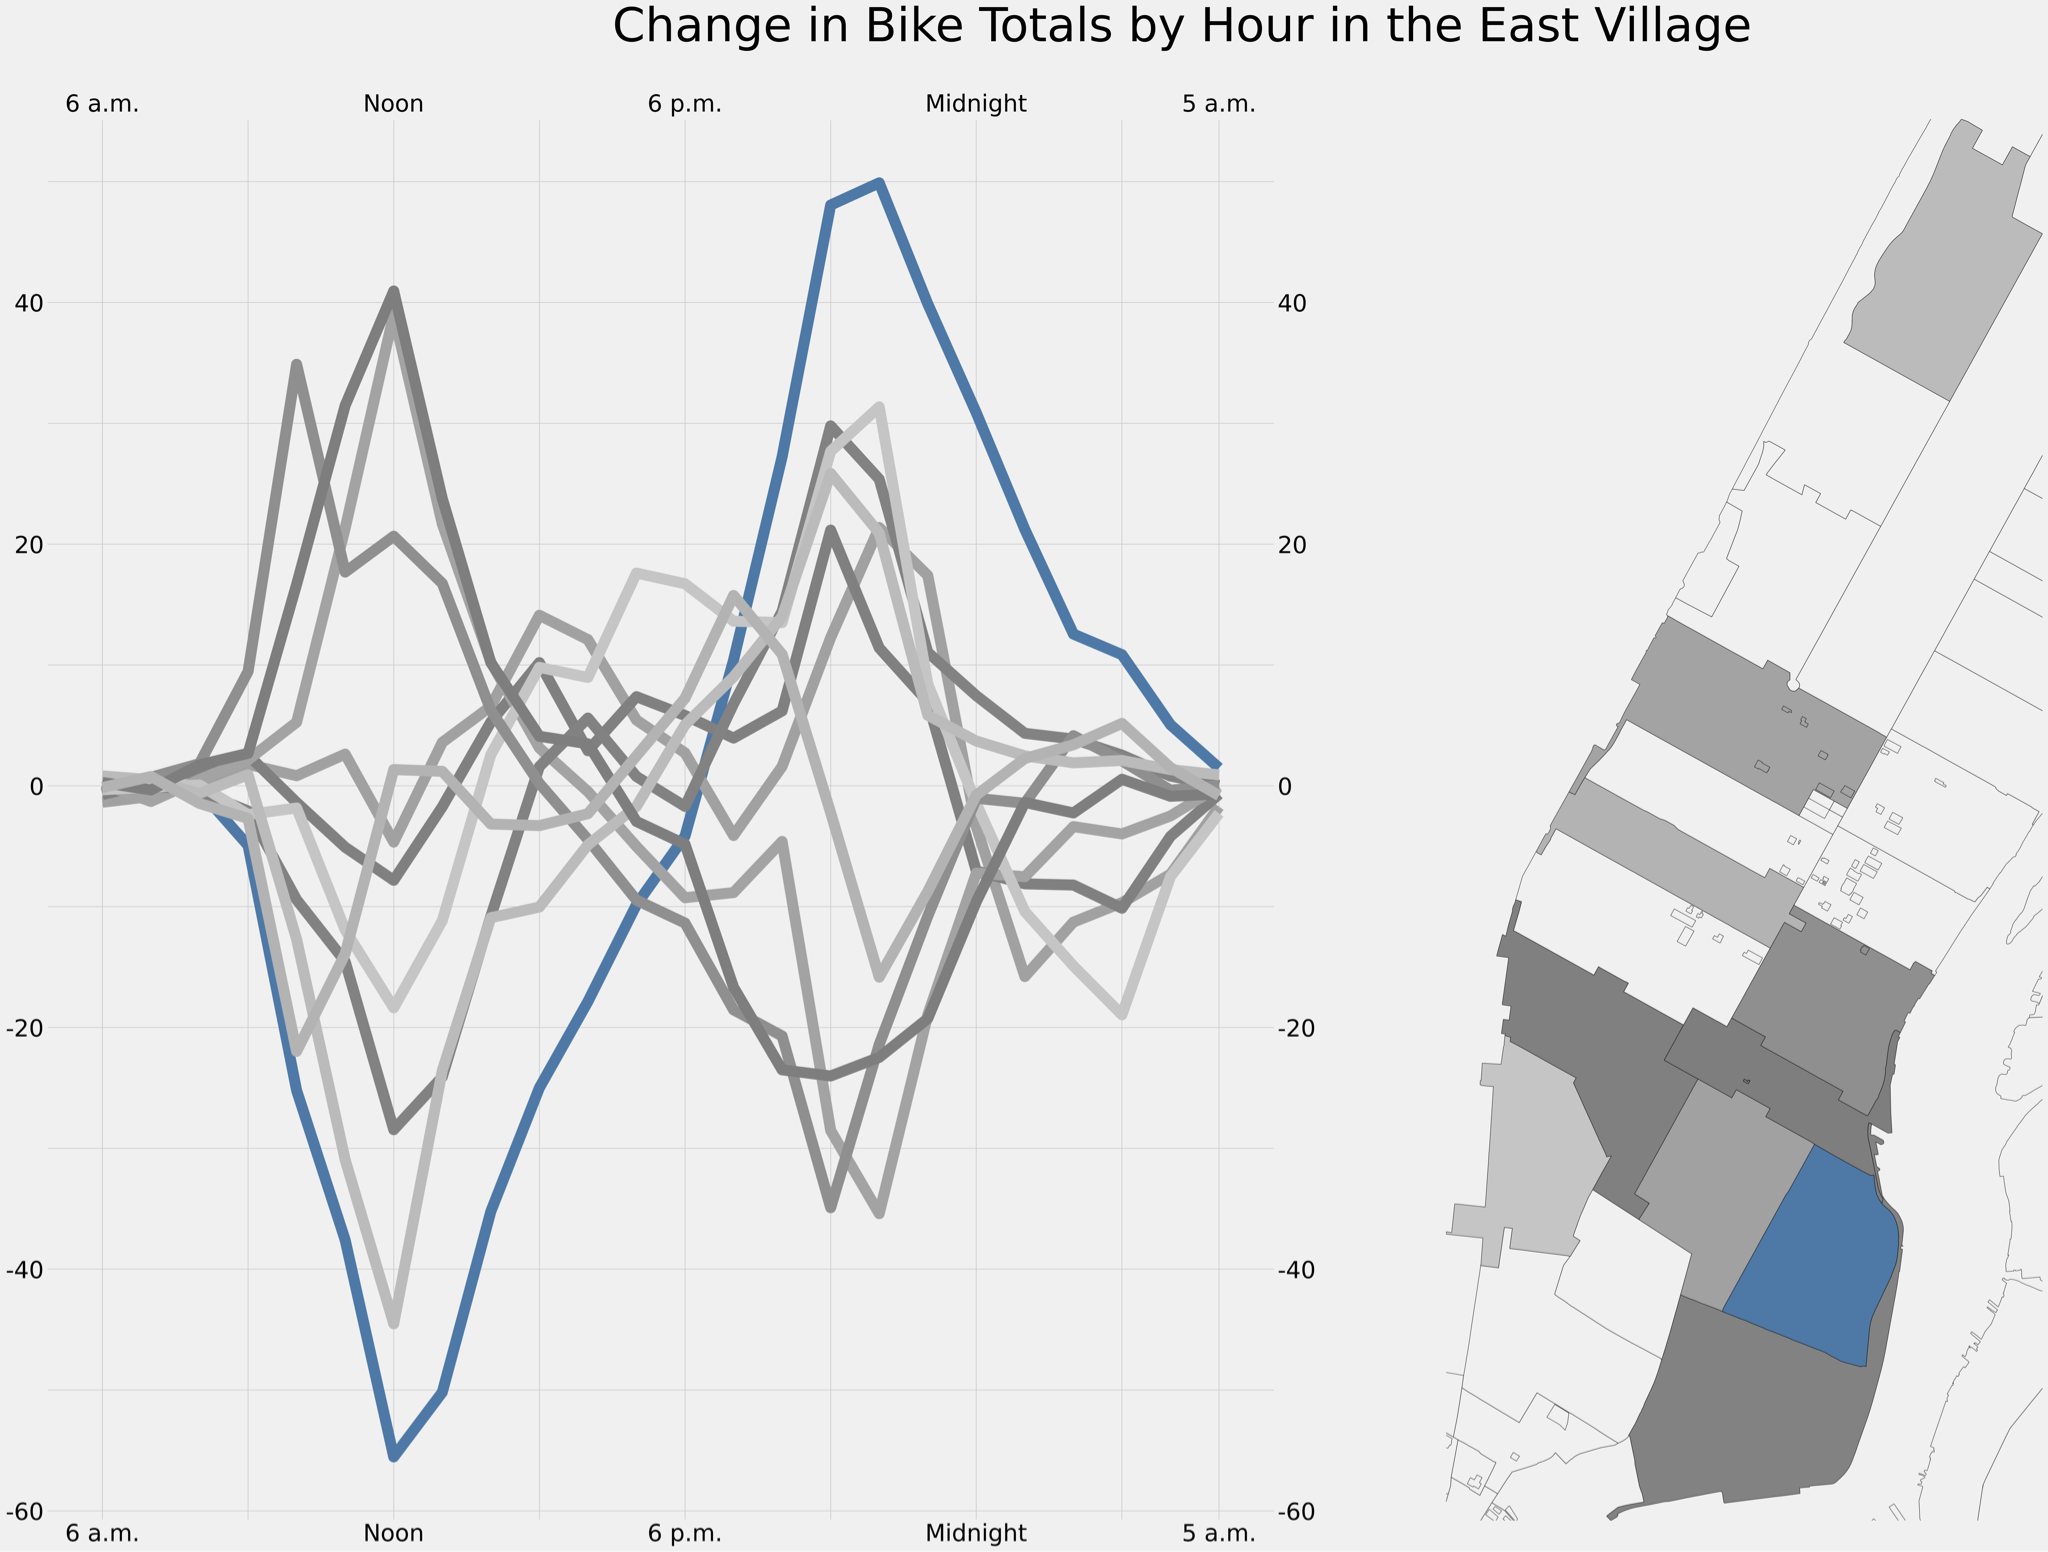 Change in Bike Totals by Hour in the East Village
6 a.m. Noon 6 p.m. Midnight 5 a.m.
40 40
20 20
0 0
-20 -20
-40 -40
-60 -60
6 a.m. Noon 6 p.m. Midnight 5 a.m.